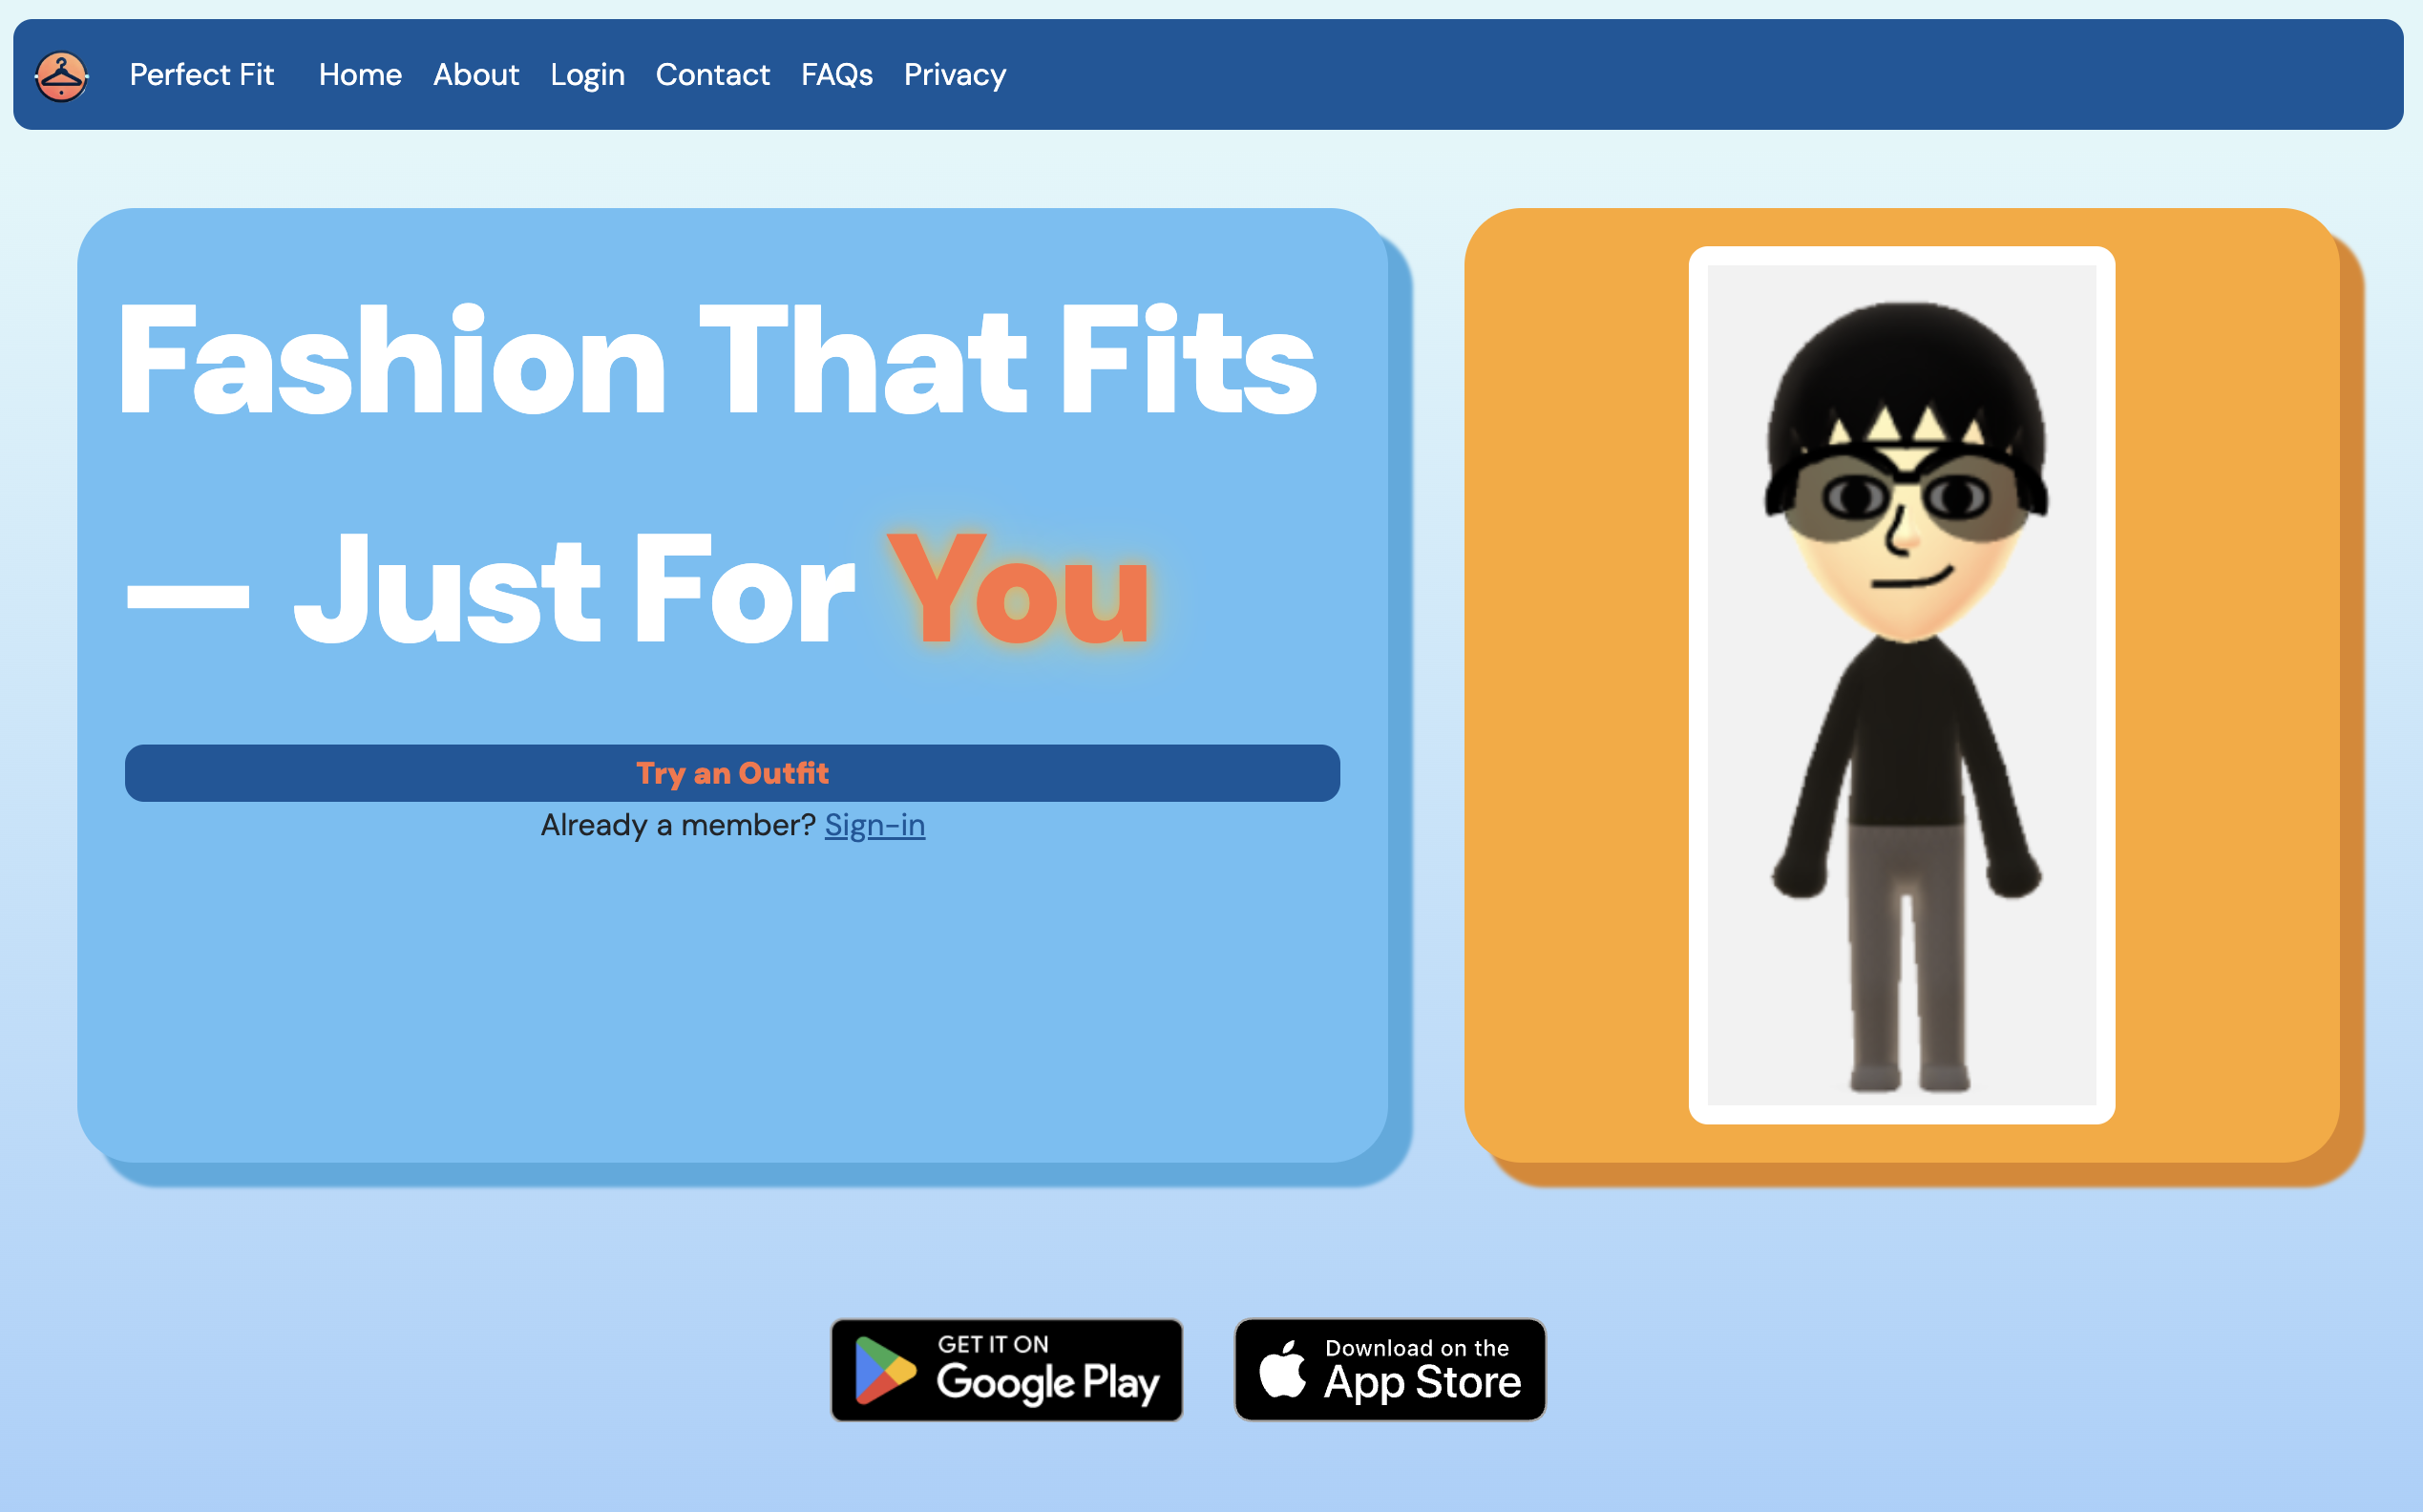 Perfect Fit Home About Login Contact FAQs Privacy
Fashion That Fits
— Just For You
Try an Outfit
Already a member? Sign-in
GET IT ON
Google Play
Download on the
App Store